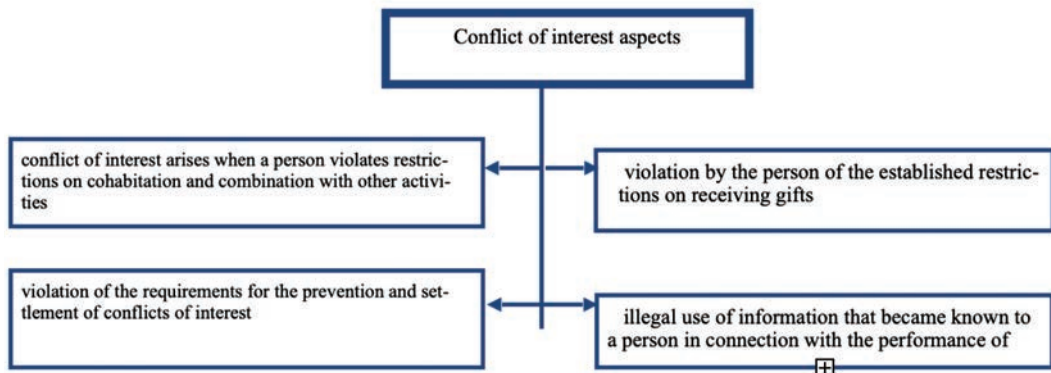 Conflict of interest aspects
conflict of interest arises when a person violates restric-
tions on cohabitation and combination with other activi-
ties
violation by the person of the established restric-
tions on receiving gifts
violation of the requirements for the prevention and set-
tlement of conflicts of interest
illegal use of information that became known to
a person in connection with the performance of